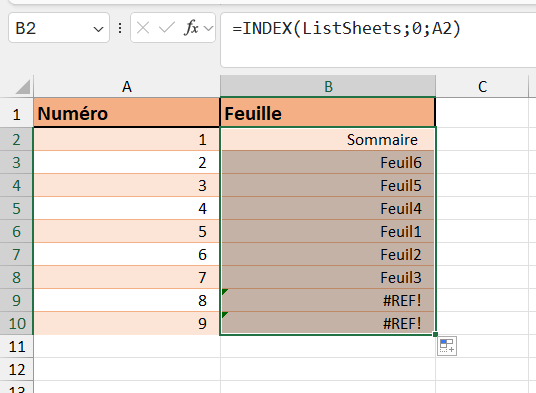 B2 fx =INDEX(ListSheets;0;A2)
A B C
1 Numéro Feuille
2 1 Sommaire
3 2 Feuil6
4 3 Feuil5
5 4 Feuil4
6 5 Feuil1
7 6 Feuil2
8 7 Feuil3
9 8 #REF!
10 9 #REF!
11
12
13